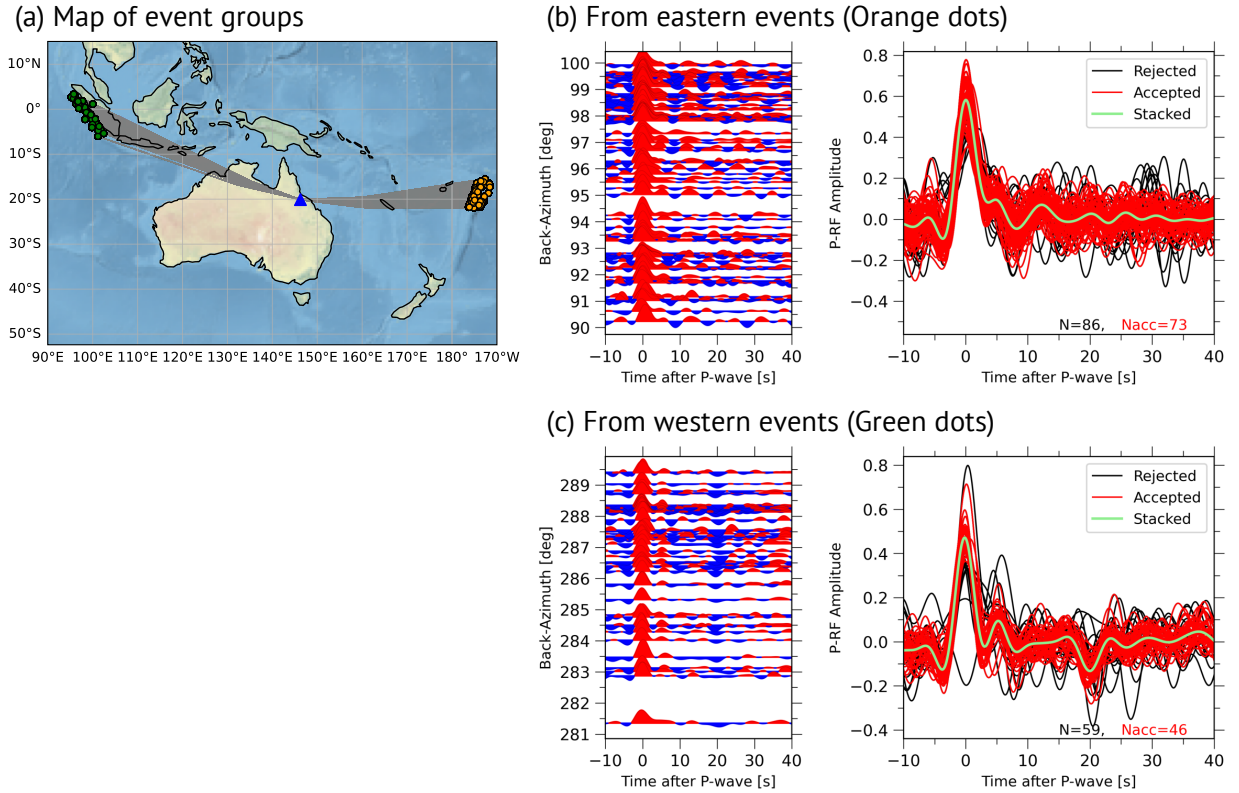 (a) Map of event groups
10°N
0°
10°S
20°S
30°S
40°S
50°S
90°E 100°E 120°E 130°E 140°E 150°E 160°E 170°E 180° 170°W
(b) From eastern events (Orange dots)
Back-Azimuth [deg]
100
99
98
97
96
95
94
93
92
91
90
−10 0 10 20 30 40
Time after P-wave [s]
P-RF Amplitude
0.8
0.6
0.4
0.2
0.0
−0.2
−0.4
Rejected
Accepted
Stacked
N=86, Nacc=73
−10 0 10 20 30 40
Time after P-wave [s]
(c) From western events (Green dots)
Back-Azimuth [deg]
289
288
287
286
285
284
283
282
281
−10 0 10 20 30 40
Time after P-wave [s]
P-RF Amplitude
0.8
0.6
0.4
0.2
0.0
−0.2
−0.4
Rejected
Accepted
Stacked
N=59, Nacc=46
−10 0 10 20 30 40
Time after P-wave [s]